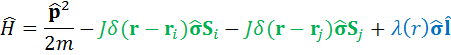 Ĥ = p̂²/2m − Jδ(r − rᵢ)σ̂Sᵢ − Jδ(r − rⱼ)σ̂Sⱼ + λ(r)σ̂l̂